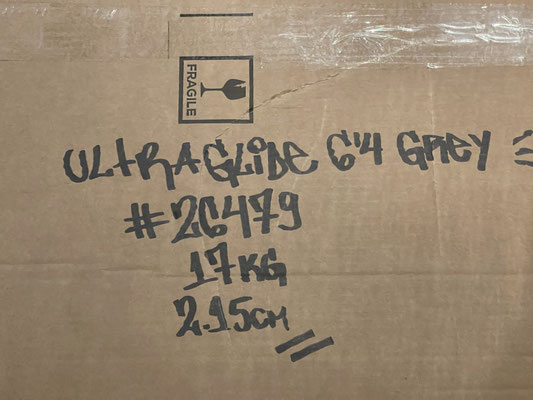 FRAGILE
ULTRAGLIDE 6'4 GREY
#26479
17KG
2.15CM